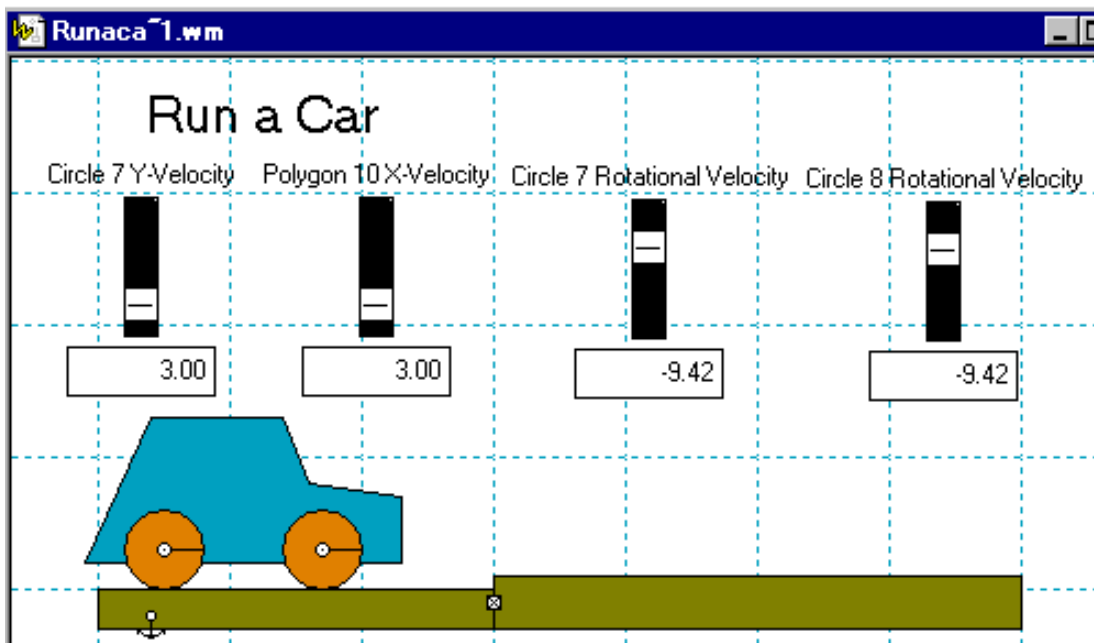 Runaca~1.wm
Run a Car
Circle 7 Y-Velocity Polygon 10 X-Velocity Circle 7 Rotational Velocity Circle 8 Rotational Velocity
3.00 3.00 -9.42 -9.42